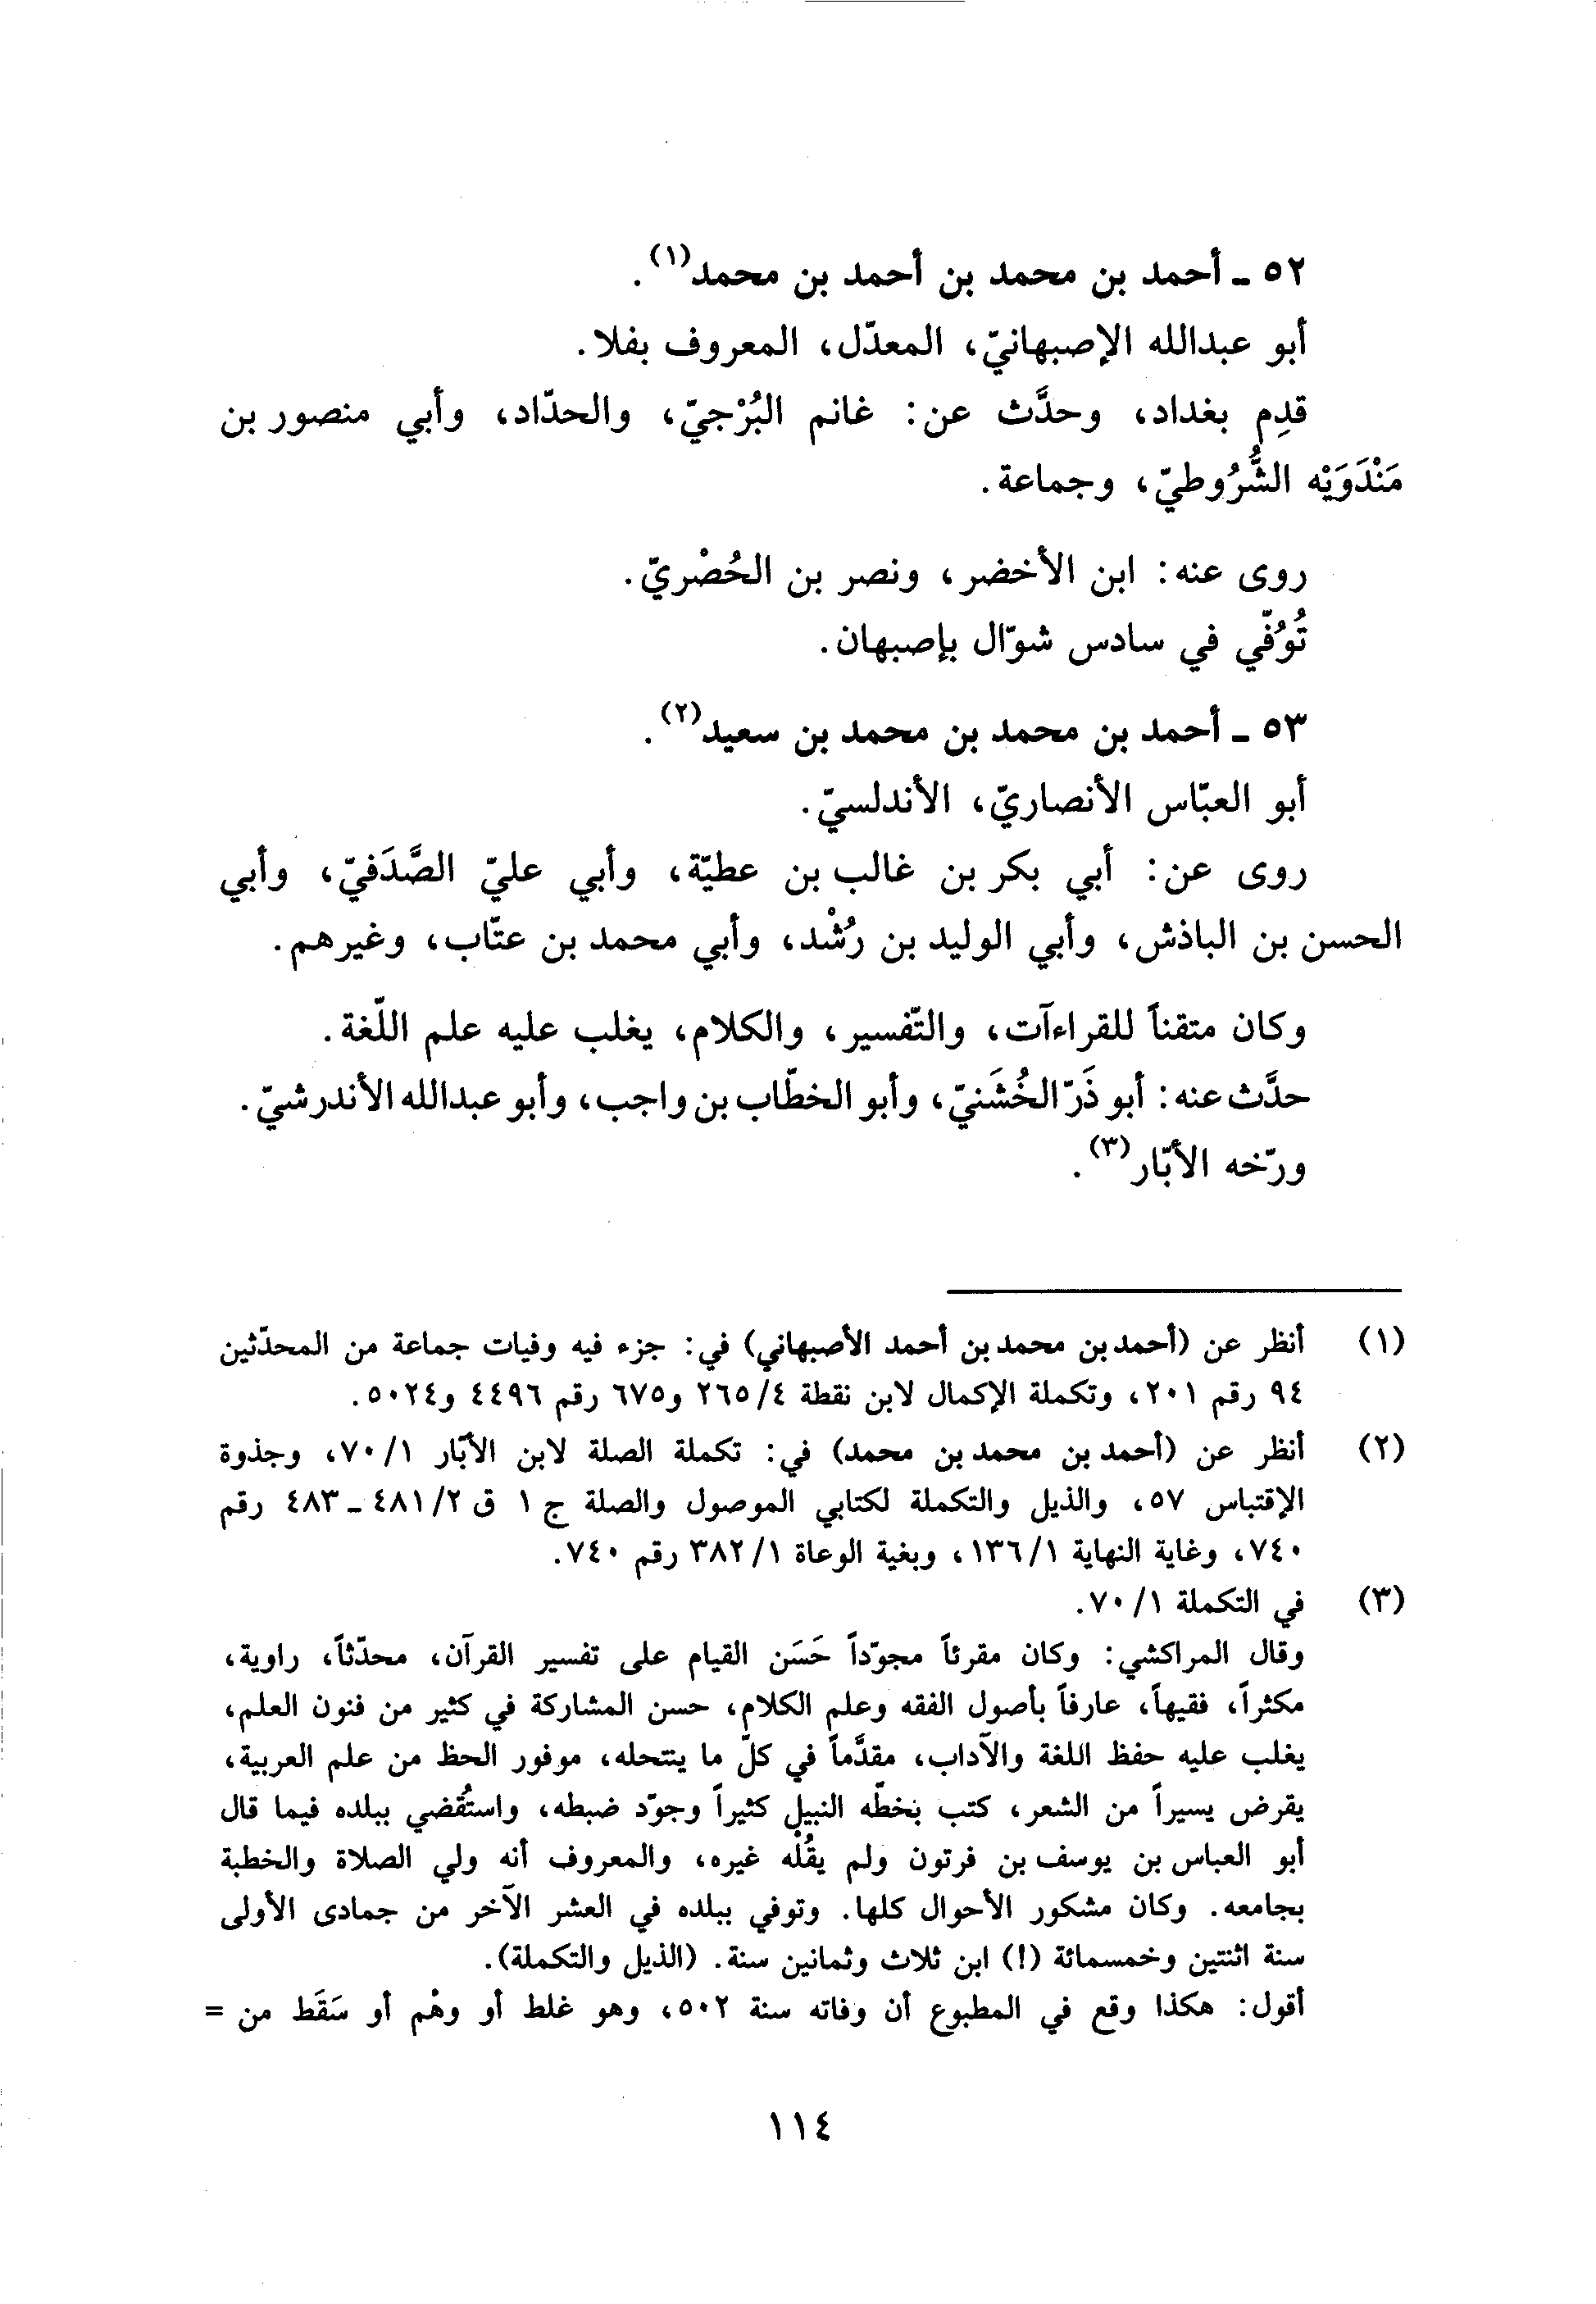 ٥٢ ـ أحمد بن محمد بن أحمد بن محمد(١).
أبو عبدالله الإصبهانيّ، المعدّل، المعروف بفلا.
قدِم بغداد، وحدَّث عن: غانم البُرْجيّ، والحدّاد، وأبي منصور بن
مَنْدَوَيْه الشُّرُوطيّ، وجماعة.
روى عنه: ابن الأخضر، ونصر بن الحُصْريّ.
تُوُفّي في سادس شوّال بإصبهان.
٥٣ ـ أحمد بن محمد بن محمد بن سعيد(٢).
أبو العبّاس الأنصاريّ، الأندلسيّ.
روى عن: أبي بكر بن غالب بن عطيّة، وأبي عليّ الصَّدَفيّ، وأبي
الحسن بن الباذش، وأبي الوليد بن رُشْد، وأبي محمد بن عتّاب، وغيرهم.
وكان متقناً للقراءآت، والتّفسير، والكلام، يغلب عليه علم اللّغة.
حدَّث عنه: أبو ذَرّ الخُشَنيّ، وأبو الخطّاب بن واجب، وأبو عبدالله الأندرشيّ.
ورّخه الأبّار(٣).
(١) أنظر عن (أحمد بن محمد بن أحمد الأصبهاني) في: جزء فيه وفيات جماعة من المحدّثين
٩٤ رقم ٢٠١، وتكملة الإكمال لابن نقطة ٢٦٥/٤ و٦٧٥ رقم ٤٤٩٦ و٥٠٢٤.
(٢) أنظر عن (أحمد بن محمد بن محمد) في: تكملة الصلة لابن الأبّار ٧٠/١، وجذوة
الإقتباس ٥٧، والذيل والتكملة لكتابي الموصول والصلة ج ١ ق ٤٨١/٢ ـ ٤٨٣ رقم
٧٤٠، وغاية النهاية ١٣٦/١، وبغية الوعاة ٣٨٢/١ رقم ٧٤٠.
(٣) في التكملة ٧٠/١.
وقال المراكشي: وكان مقرئاً مجوّداً حَسَن القيام على تفسير القرآن، محدّثاً، راوية،
مكثراً، فقيهاً، عارفاً بأصول الفقه وعلم الكلام، حسن المشاركة في كثير من فنون العلم،
يغلب عليه حفظ اللغة والآداب، مقدَّماً في كلّ ما ينتحله، موفور الحظ من علم العربية،
يقرض يسيراً من الشعر، كتب بخطّه النبيل كثيراً وجوّد ضبطه، واستُقضي ببلده فيما قال
أبو العباس بن يوسف بن فرتون ولم يقُلْه غيره، والمعروف أنه ولي الصلاة والخطبة
بجامعه. وكان مشكور الأحوال كلها. وتوفي ببلده في العشر الآخر من جمادى الأولى
سنة اثنتين وخمسمائة (!) ابن ثلاث وثمانين سنة. (الذيل والتكملة).
أقول: هكذا وقع في المطبوع أن وفاته سنة ٥٠٢، وهو غلط أو وهْم أو سَقَط من =
١١٤